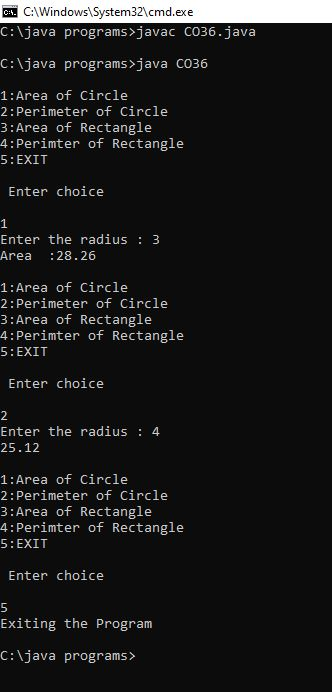 C:\Windows\System32\cmd.exe
C:\java programs>javac CO36.java
C:\java programs>java CO36
1:Area of Circle
2:Perimeter of Circle
3:Area of Rectangle
4:Perimter of Rectangle
5:EXIT
Enter choice
1
Enter the radius : 3
Area  :28.26
1:Area of Circle
2:Perimeter of Circle
3:Area of Rectangle
4:Perimter of Rectangle
5:EXIT
Enter choice
2
Enter the radius : 4
25.12
1:Area of Circle
2:Perimeter of Circle
3:Area of Rectangle
4:Perimter of Rectangle
5:EXIT
Enter choice
5
Exiting the Program
C:\java programs>